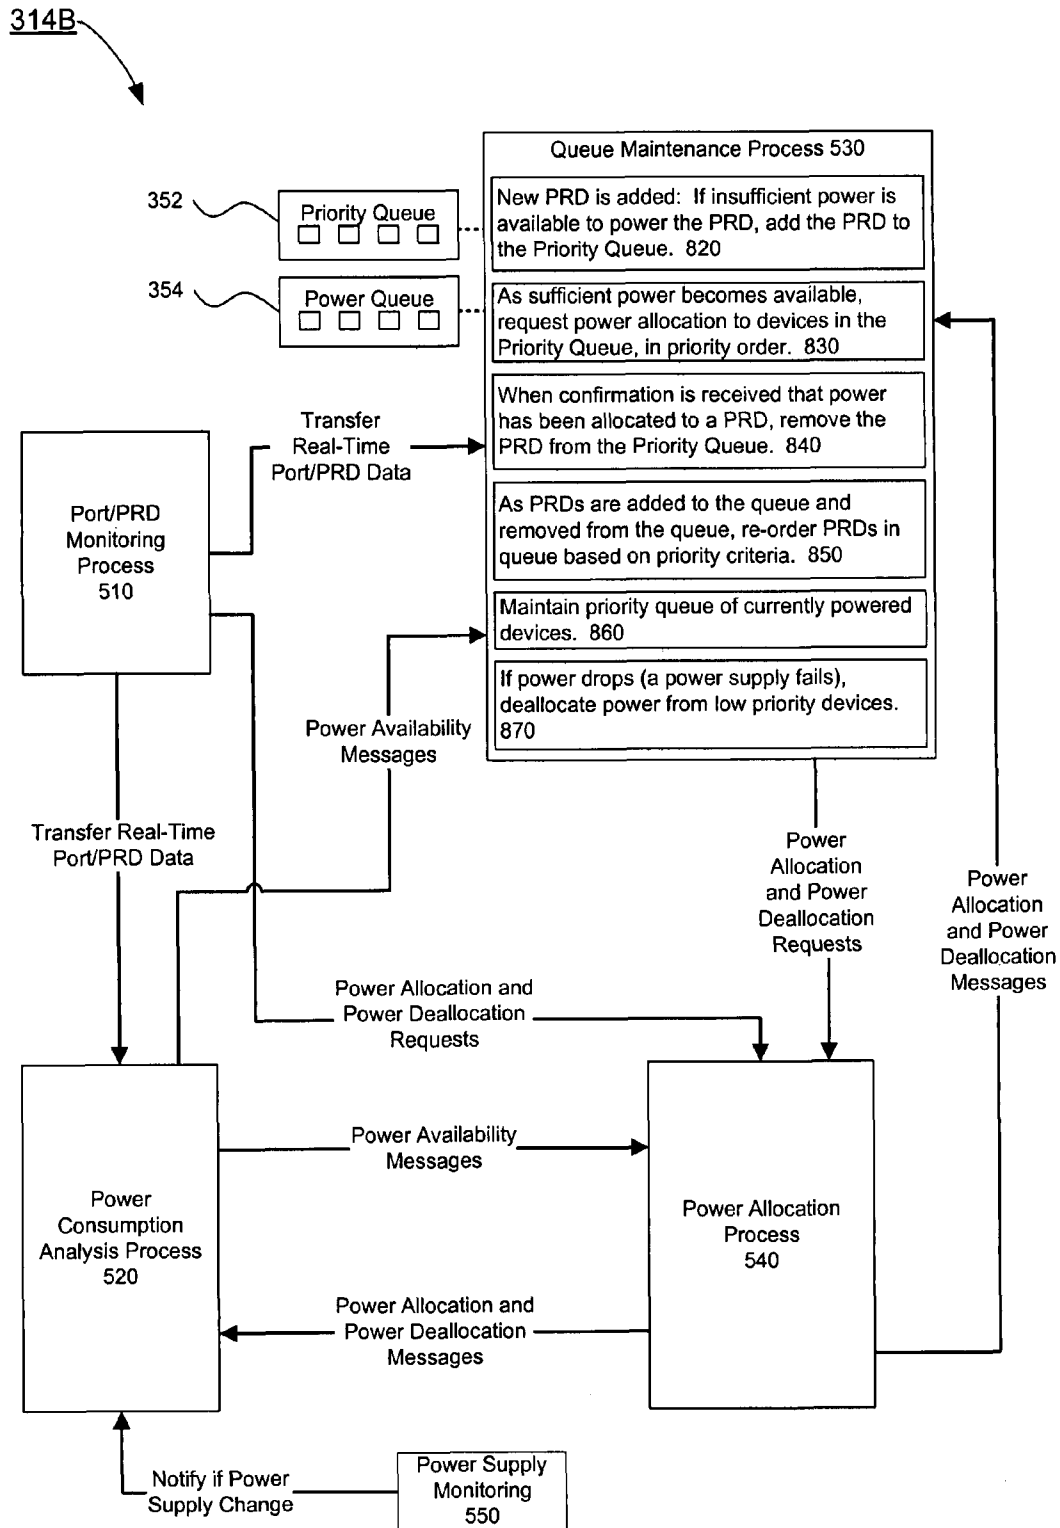 314B
Queue Maintenance Process 530
352
Priority Queue
New PRD is added: If insufficient power is
available to power the PRD, add the PRD to
the Priority Queue. 820
354
Power Queue
As sufficient power becomes available,
request power allocation to devices in the
Priority Queue, in priority order. 830
When confirmation is received that power
has been allocated to a PRD, remove the
PRD from the Priority Queue. 840
Transfer
Real-Time
Port/PRD Data
As PRDs are added to the queue and
removed from the queue, re-order PRDs in
queue based on priority criteria. 850
Port/PRD
Monitoring
Process
510
Maintain priority queue of currently powered
devices. 860
If power drops (a power supply fails),
deallocate power from low priority devices.
870
Power Availability
Messages
Transfer Real-Time
Port/PRD Data
Power
Allocation
and Power
Deallocation
Requests
Power
Allocation
and Power
Deallocation
Messages
Power Allocation and
Power Deallocation
Requests
Power Availability
Messages
Power
Consumption
Analysis Process
520
Power Allocation
Process
540
Power Allocation and
Power Deallocation
Messages
Notify if Power
Supply Change
Power Supply
Monitoring
550